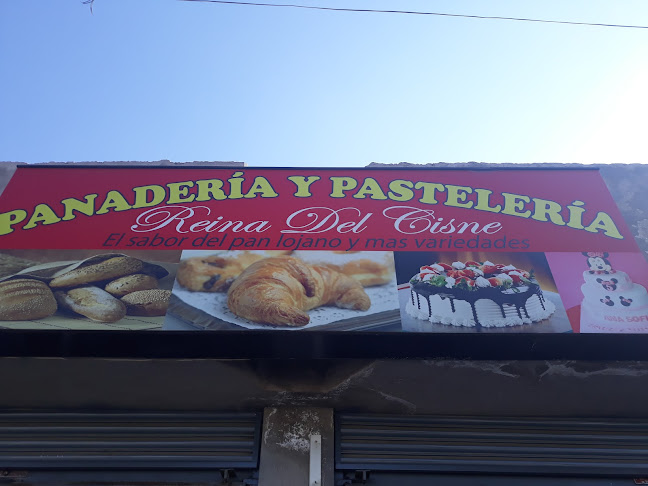 PANADERÍA Y PASTELERÍA
Reina Del Cisne
El sabor del pan lojano y mas variedades